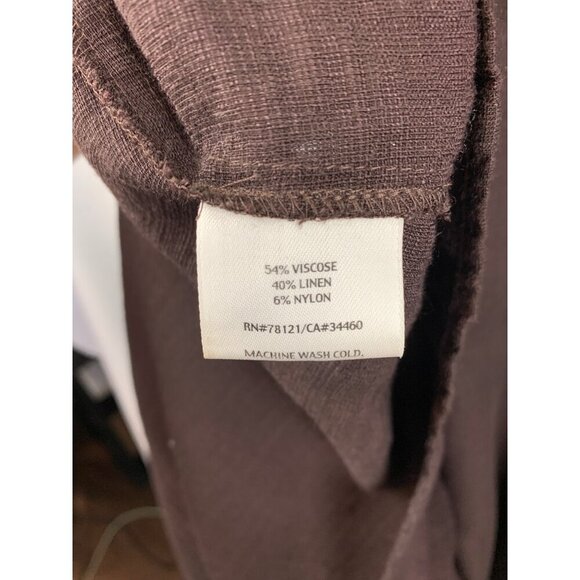 54% VISCOSE
40% LINEN
6% NYLON
RN#78121/CA#34460
MACHINE WASH COLD.